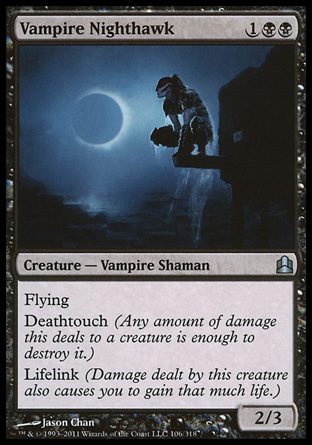 Vampire Nighthawk 1
Creature — Vampire Shaman
Flying
Deathtouch (Any amount of damage
this deals to a creature is enough to
destroy it.)
Lifelink (Damage dealt by this creature
also causes you to gain that much life.)
Jason Chan
™ & © 1993–2011 Wizards of the Coast LLC 106/318
2/3